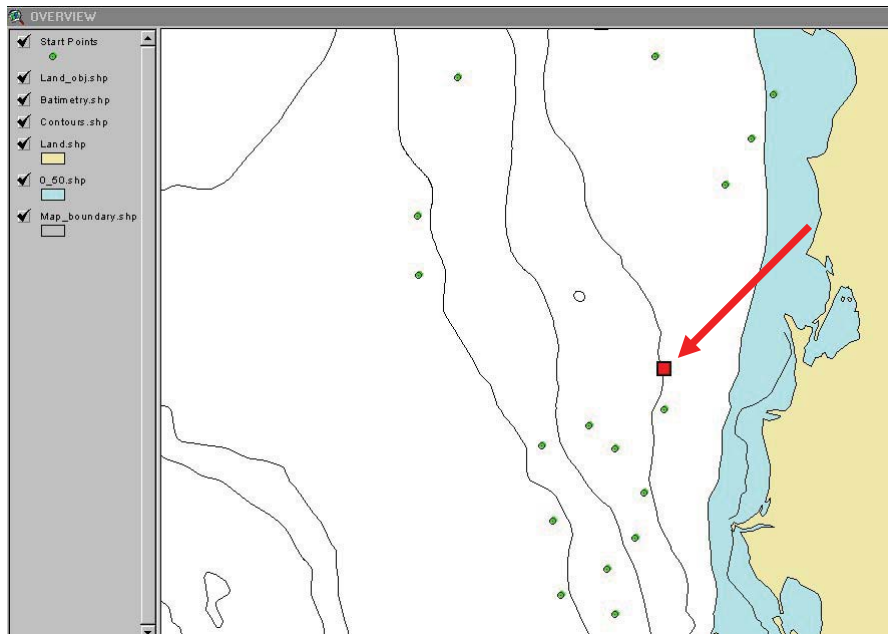 OVERVIEW
Start Points
Land_obj.shp
Batimetry.shp
Contours.shp
Land.shp
0_50.shp
Map_boundary.shp